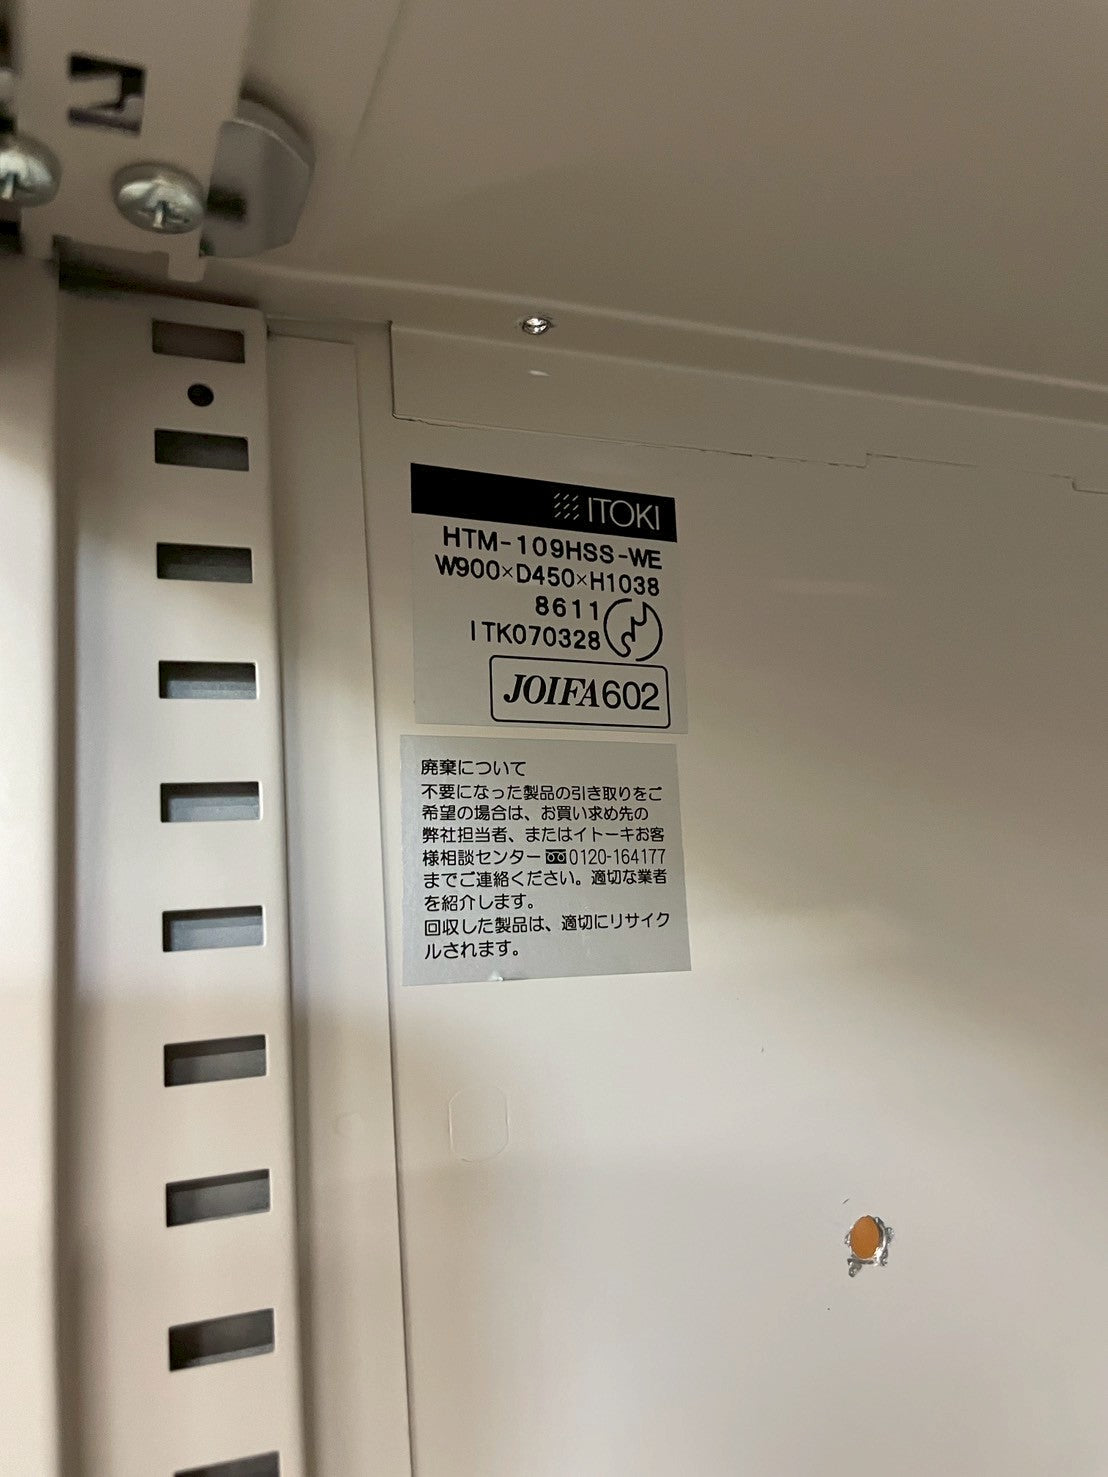 ITOKI
HTM-109HSS-WE
W900×D450×H1038
8611
ITK070328
JOIFA602
廃棄について
不要になった製品の引き取りをご
希望の場合は、お買い求め先の
弊社担当者、またはイトーキお客
様相談センター0120-164177
までご連絡ください。適切な業者
を紹介します。
回収した製品は、適切にリサイク
ルされます。